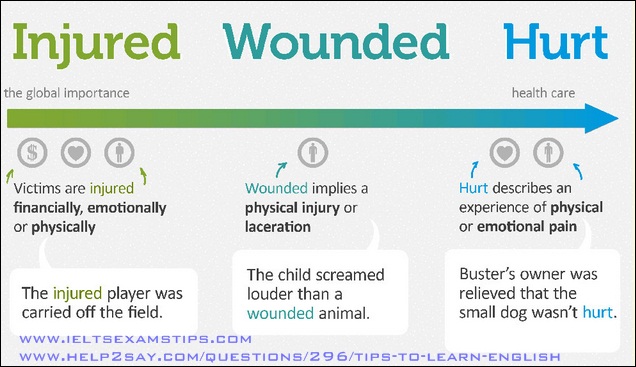 Injured Wounded Hurt
the global importance health care
$
Victims are injured
financially, emotionally
or physically
Wounded implies a
physical injury or
laceration
Hurt describes an
experience of physical
or emotional pain
The injured player was
carried off the field.
The child screamed
louder than a
wounded animal.
Buster's owner was
relieved that the
small dog wasn't hurt.
www.ieltsexamstips.com
www.help2say.com/questions/296/tips-to-learn-english